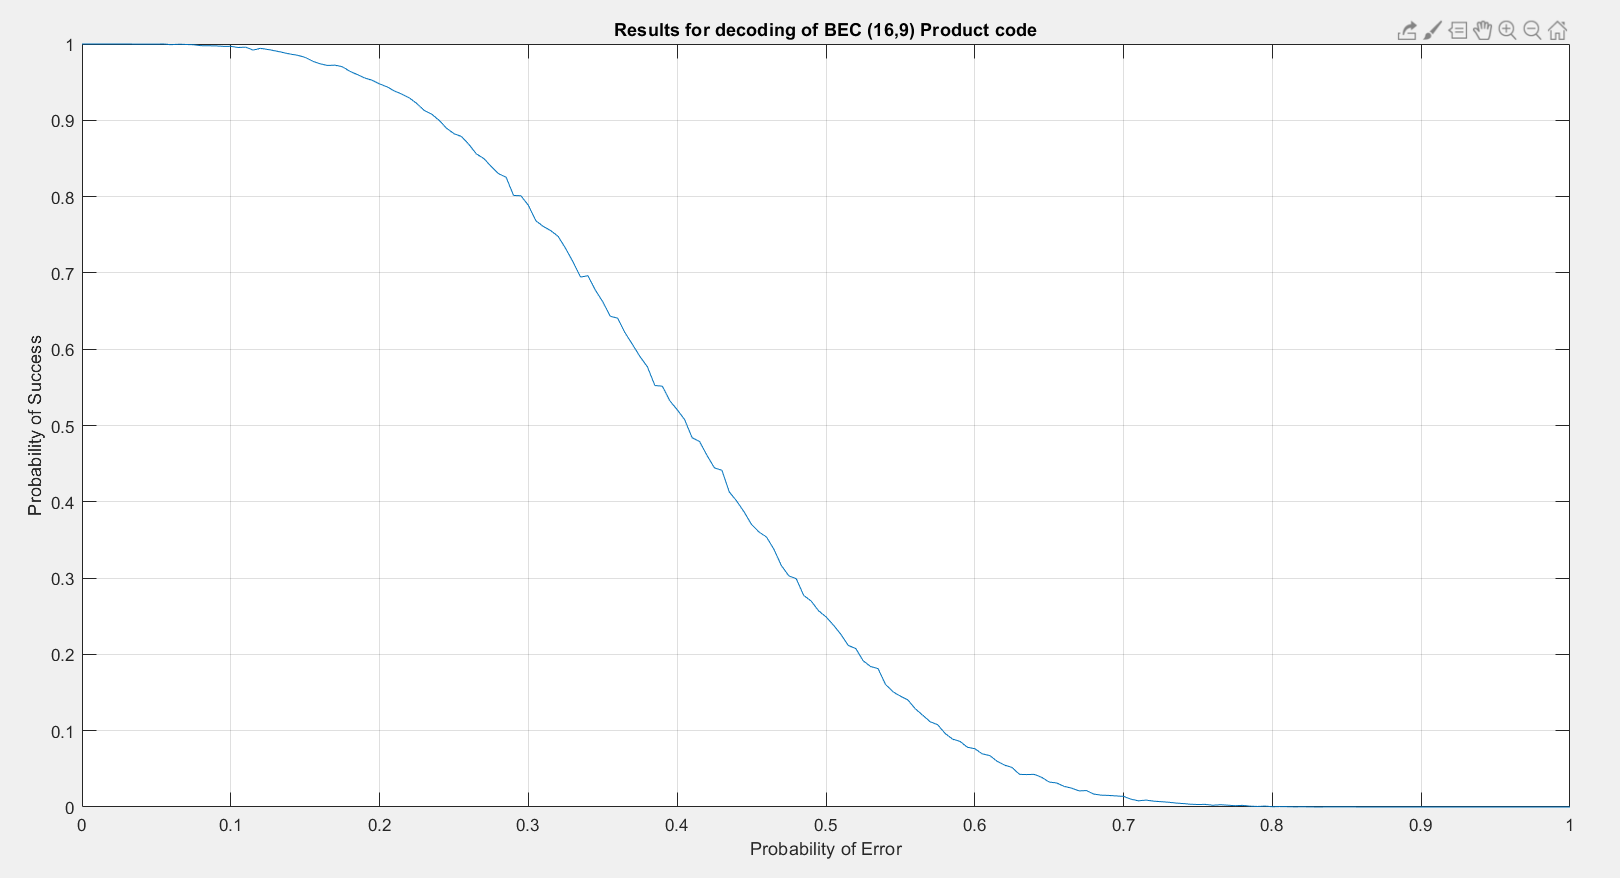 Results for decoding of BEC (16,9) Product code
1
0.9
0.8
0.7
0.6
0.5
0.4
0.3
0.2
0.1
0
Probability of Success
0 0.1 0.2 0.3 0.4 0.5 0.6 0.7 0.8 0.9 1
Probability of Error